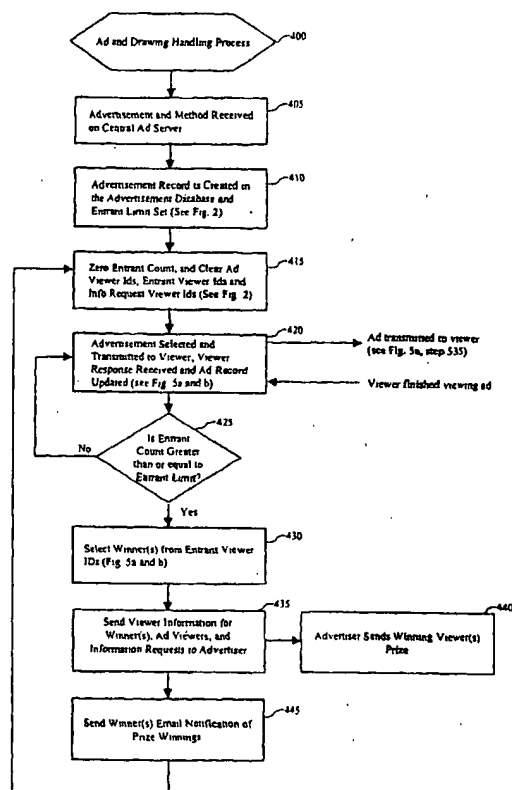 Ad and Drawing Handling Process
400
405
Advertisement and Method Received
on Central Ad Server
410
Advertisement Record is Created in
the Advertisement Database and
Entrant Limit Set (See Fig. 2)
415
Zero Entrant Count, and Clear Ad
Viewer Ids, Entrant Viewer Ids and
Info Request Viewer Ids (See Fig. 2)
420
Advertisement Selected and
Transmitted to Viewer, Viewer
Response Received and Ad Record
Updated (see Fig. 5a and b)
Ad transmitted to viewer
(see Fig. 5a, step 535)
Viewer finished viewing ad
425
Is Entrant
Count Greater
than or equal to
Entrant Limit?
No
Yes
430
Select Winner(s) from Entrant Viewer
IDs (Fig. 5a and b)
435
Send Viewer Information for
Winner(s), Ad Viewers, and
Information Requests to Advertiser
440
Advertiser Sends Winning Viewer(s)
Prize
445
Send Winner(s) Email Notification of
Prize Winnings